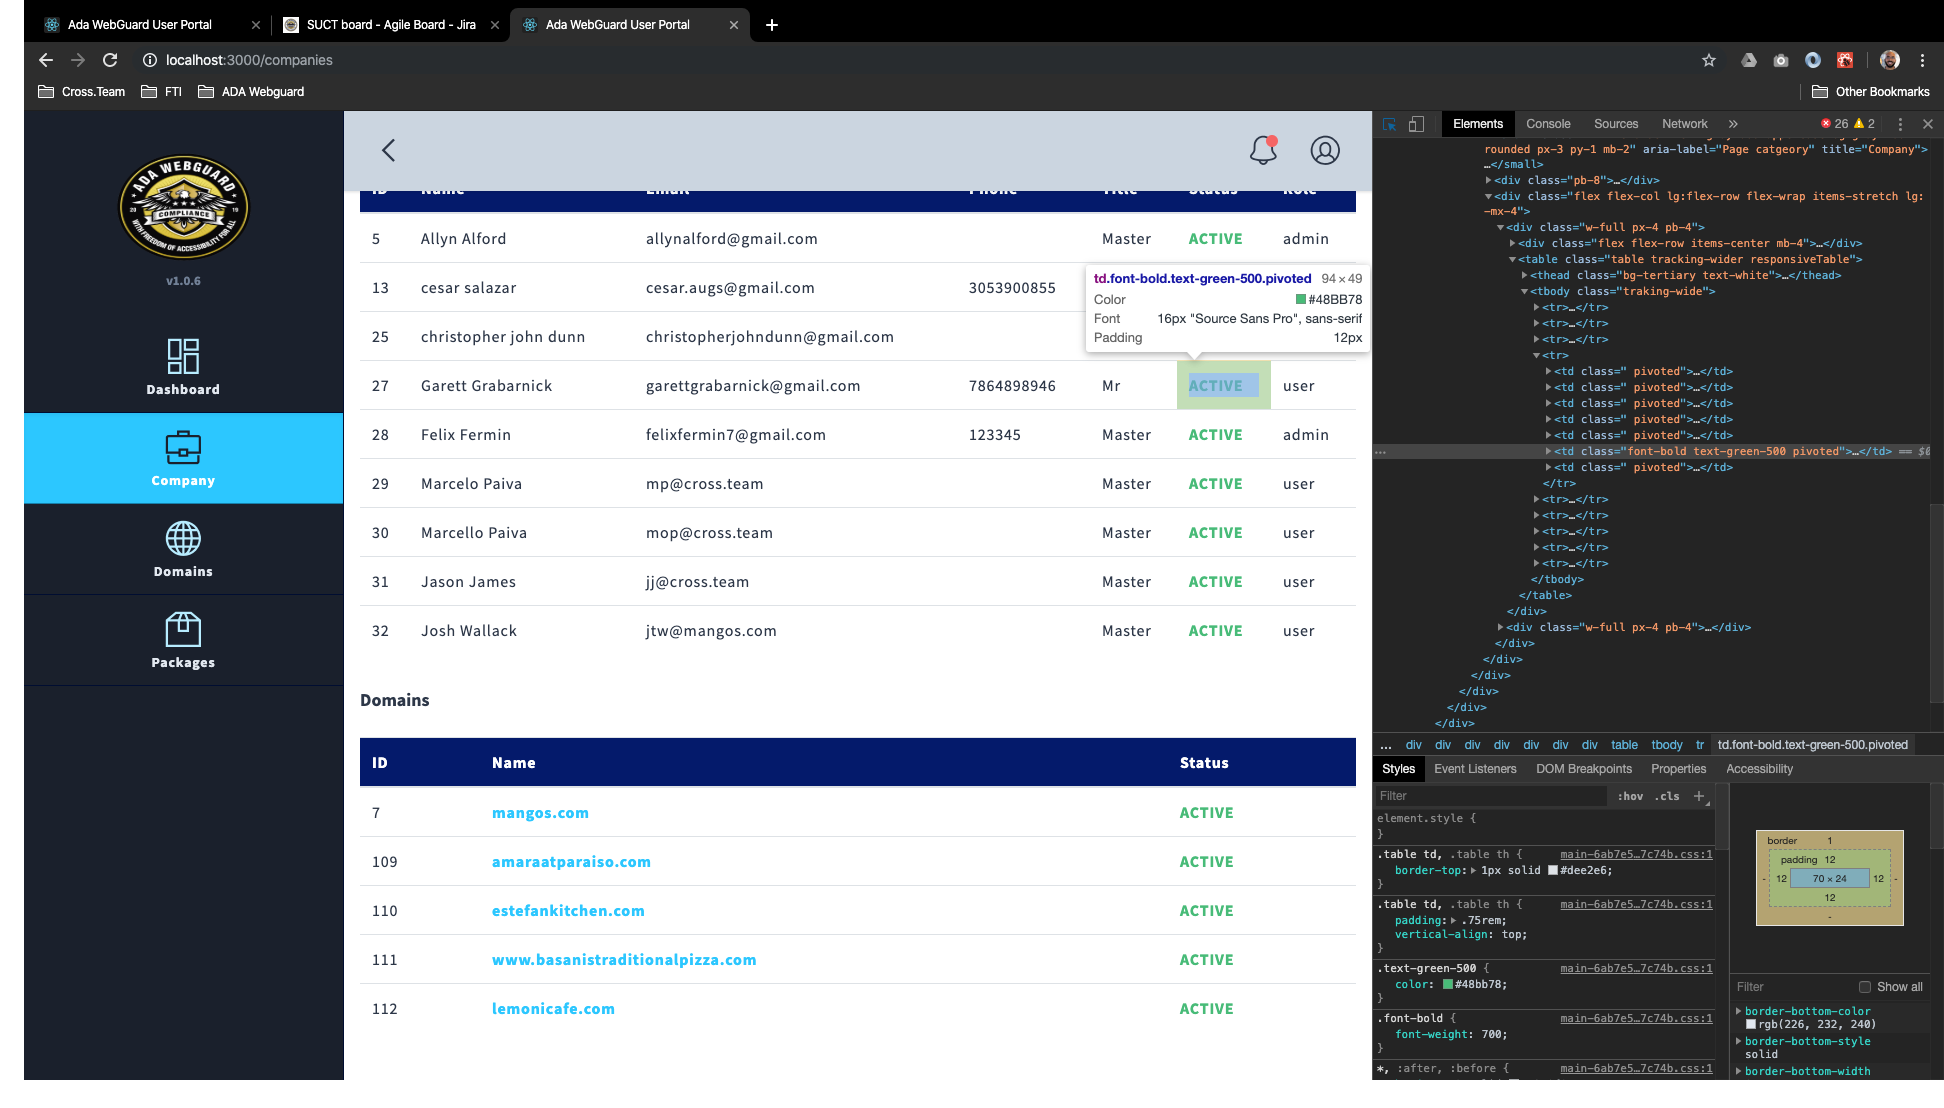 Ada WebGuard User Portal
SUCT board - Agile Board - Jira
Ada WebGuard User Portal
localhost:3000/companies
Cross.Team
FTI
ADA Webguard
Other Bookmarks
ADA WEBGUARD
COMPLIANCE
20 19
WITH FREEDOM OF ACCESSIBILITY FOR ALL
v1.0.6
Dashboard
Company
Domains
Packages
ID Name Email Phone Title Status Role
5 Allyn Alford allynalford@gmail.com Master ACTIVE admin
13 cesar salazar cesar.augs@gmail.com 3053900855
25 christopher john dunn christopherjohndunn@gmail.com
27 Garett Grabarnick garettgrabarnick@gmail.com 7864898946 Mr ACTIVE user
28 Felix Fermin felixfermin7@gmail.com 123345 Master ACTIVE admin
29 Marcelo Paiva mp@cross.team Master ACTIVE user
30 Marcello Paiva mop@cross.team Master ACTIVE user
31 Jason James jj@cross.team Master ACTIVE user
32 Josh Wallack jtw@mangos.com Master ACTIVE user
td.font-bold.text-green-500.pivoted 94×49
Color #48BB78
Font 16px "Source Sans Pro", sans-serif
Padding 12px
Domains
ID Name Status
7 mangos.com ACTIVE
109 amaraatparaiso.com ACTIVE
110 estefankitchen.com ACTIVE
111 www.basanistraditionalpizza.com ACTIVE
112 lemonicafe.com ACTIVE
Elements Console Sources Network » 26 2
rounded px-3 py-1 mb-2" aria-label="Page catgeory" title="Company">
…</small>
<div class="pb-8">…</div>
<div class="flex flex-col lg:flex-row flex-wrap items-stretch lg:
-mx-4">
<div class="w-full px-4 pb-4">
<div class="flex flex-row items-center mb-4">…</div>
<table class="table tracking-wider responsiveTable">
<thead class="bg-tertiary text-white">…</thead>
<tbody class="traking-wide">
<tr>…</tr>
<tr>…</tr>
<tr>…</tr>
<tr>
<td class=" pivoted">…</td>
<td class=" pivoted">…</td>
<td class=" pivoted">…</td>
<td class=" pivoted">…</td>
<td class=" pivoted">…</td>
<td class="font-bold text-green-500 pivoted">…</td> == $0
<td class=" pivoted">…</td>
</tr>
<tr>…</tr>
<tr>…</tr>
<tr>…</tr>
<tr>…</tr>
<tr>…</tr>
</tbody>
</table>
</div>
<div class="w-full px-4 pb-4">…</div>
</div>
</div>
</div>
</div>
</div>
</div>
… div div div div div div div table tbody tr td.font-bold.text-green-500.pivoted
Styles Event Listeners DOM Breakpoints Properties Accessibility
Filter :hov .cls +
element.style {
}
.table td, .table th { main-6ab7e5…7c74b.css:1
border-top: 1px solid #dee2e6;
}
.table td, .table th { main-6ab7e5…7c74b.css:1
padding: .75rem;
vertical-align: top;
}
.text-green-500 { main-6ab7e5…7c74b.css:1
color: #48bb78;
}
.font-bold { main-6ab7e5…7c74b.css:1
font-weight: 700;
}
*, :after, :before { main-6ab7e5…7c74b.css:1
border 1
padding 12
- 12 70 × 24 12 -
12
-
Filter Show all
border-bottom-color
rgb(226, 232, 240)
border-bottom-style
solid
border-bottom-width